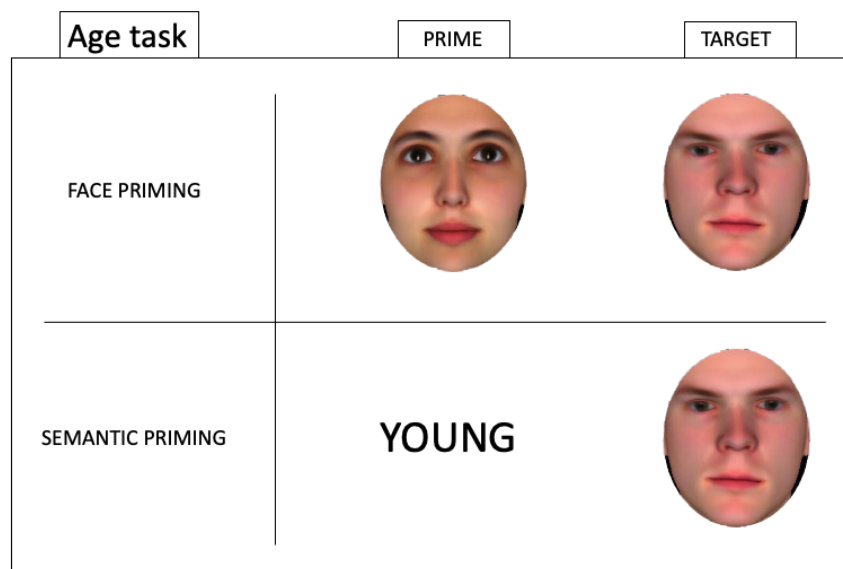 Age task
PRIME
TARGET
FACE PRIMING
SEMANTIC PRIMING
YOUNG